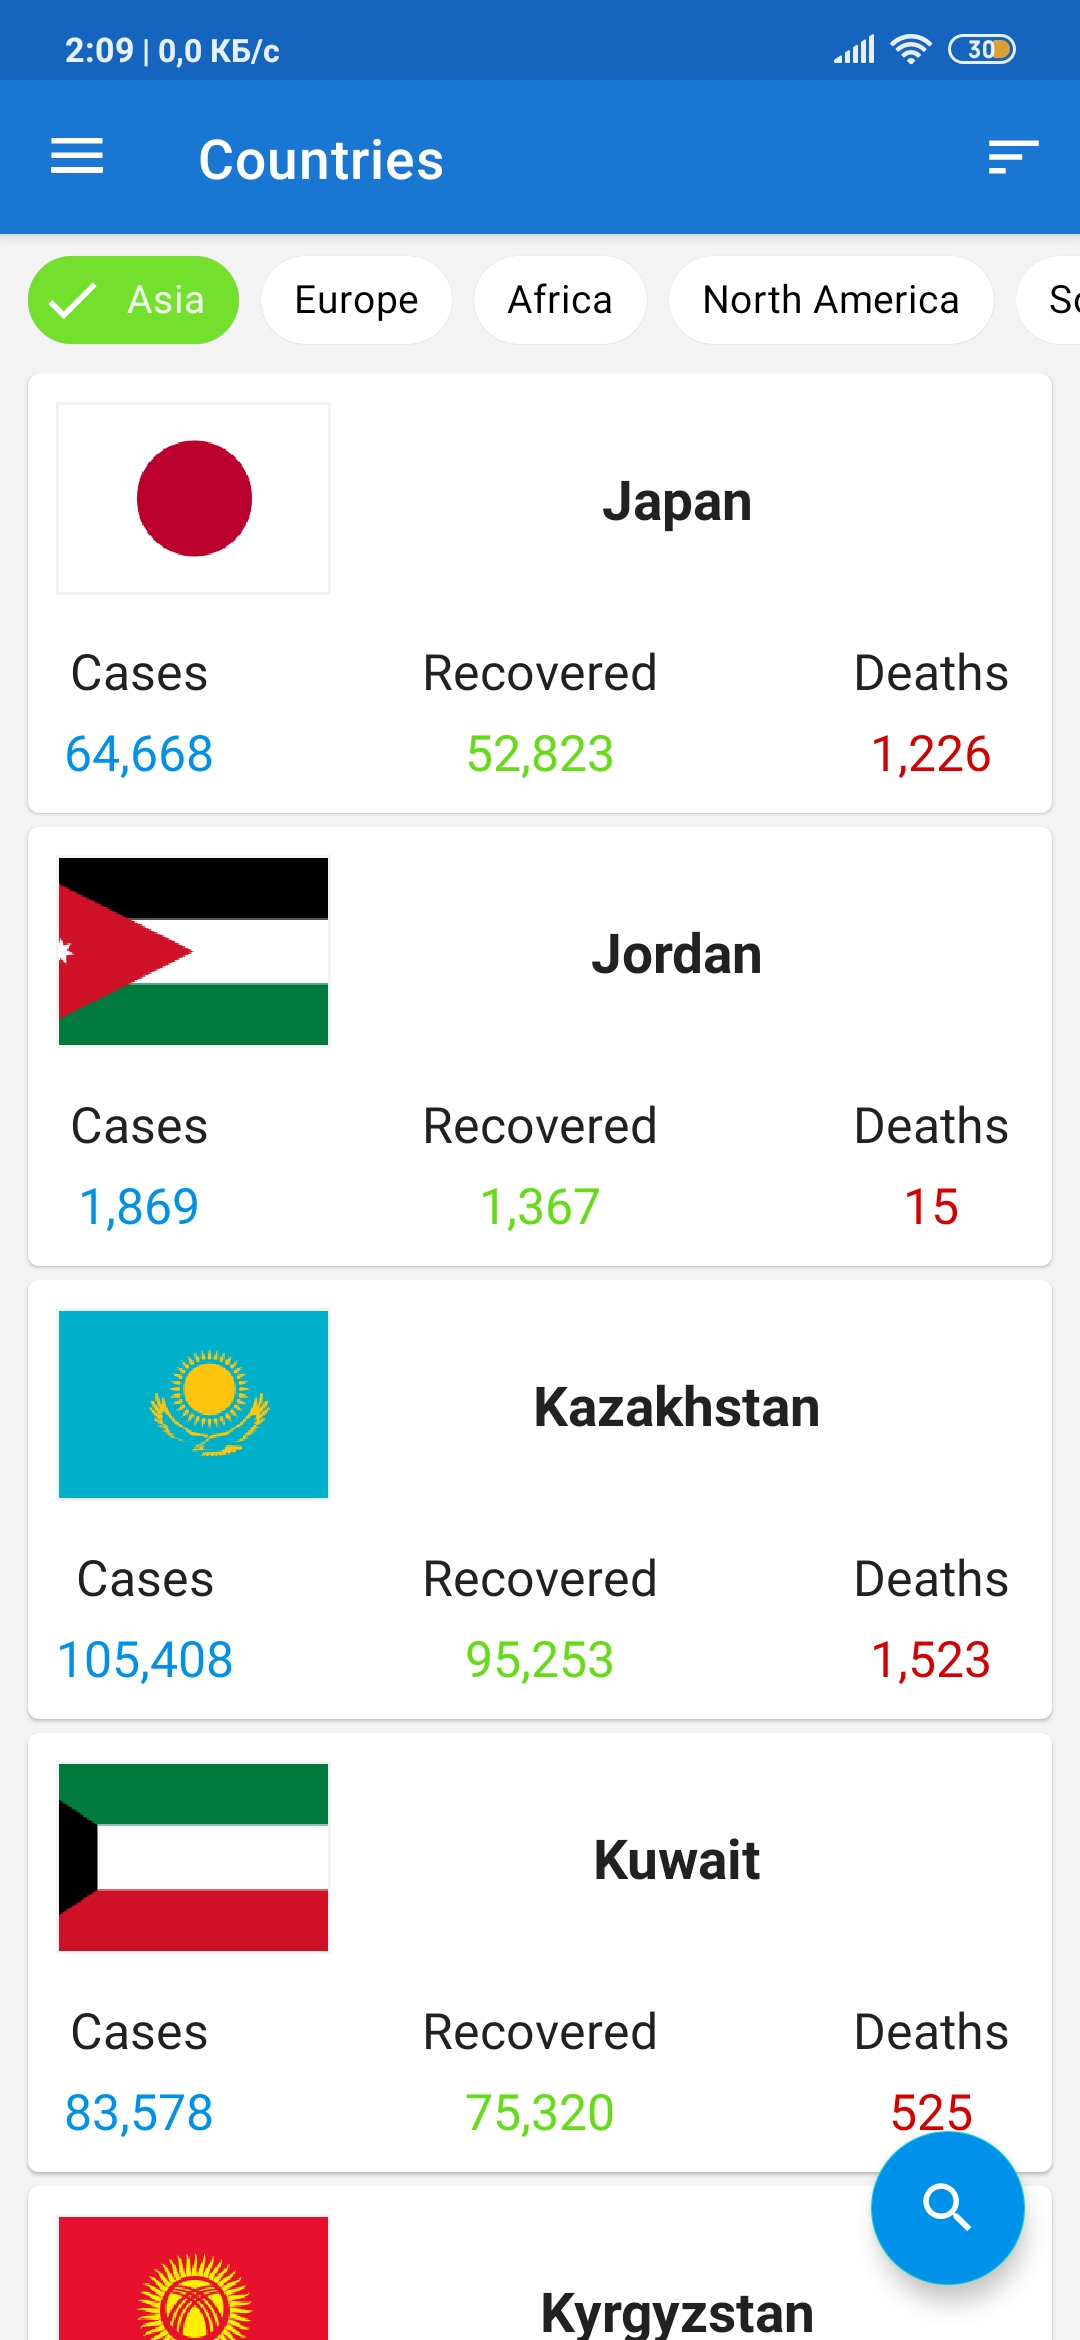 2:09 | 0,0 КБ/с 30
Countries
Asia Europe Africa North America
Japan
Cases Recovered Deaths
64,668 52,823 1,226
Jordan
Cases Recovered Deaths
1,869 1,367 15
Kazakhstan
Cases Recovered Deaths
105,408 95,253 1,523
Kuwait
Cases Recovered Deaths
83,578 75,320 525
Kyrgyzstan